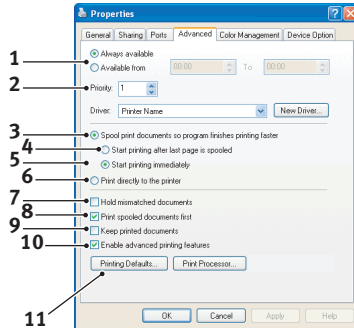 Properties
General Sharing Ports Advanced Color Management Device Option
1 Always available
Available from 00:00 To 00:00
2 Priority: 1
Driver: Printer Name New Driver...
3 Spool print documents so program finishes printing faster
4 Start printing after last page is spooled
5 Start printing immediately
6 Print directly to the printer
7 Hold mismatched documents
8 Print spooled documents first
9 Keep printed documents
10 Enable advanced printing features
Printing Defaults... Print Processor...
11
OK Cancel Apply Help